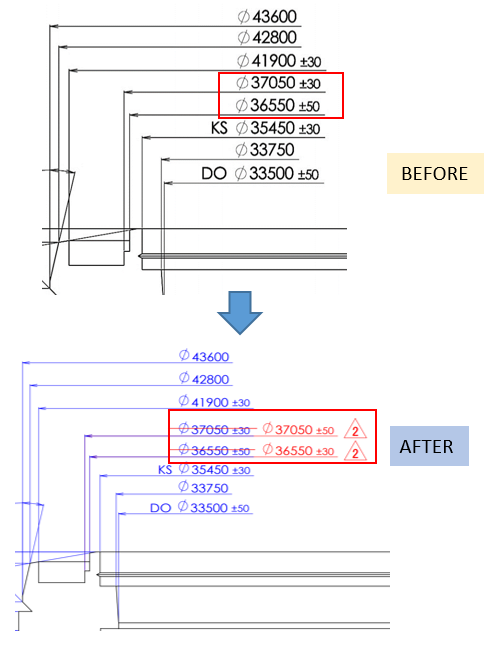 ∅43600
∅42800
∅41900 ±30
∅37050 ±30
∅36550 ±50
KS ∅35450 ±30
∅33750
DO ∅33500 ±50
BEFORE
∅43600
∅42800
∅41900 ±30
∅37050 ±30 ∅37050 ±50 2
∅36550 ±50 ∅36550 ±30 2
KS ∅35450 ±30
∅33750
DO ∅33500 ±50
AFTER